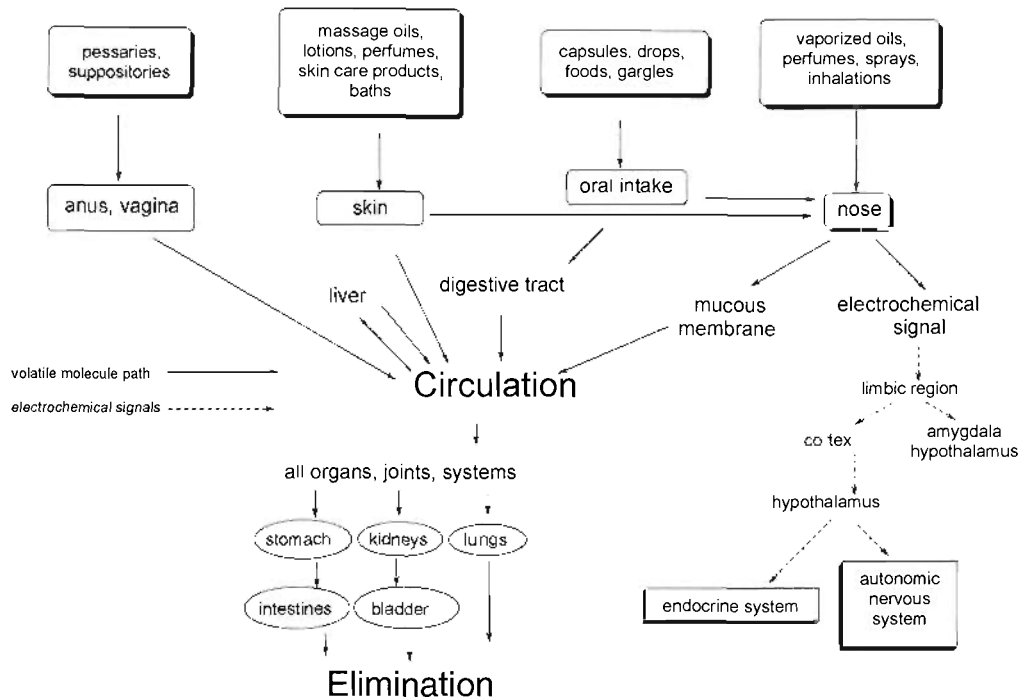 pessaries,
suppositories
massage oils,
lotions, perfumes,
skin care products,
baths
capsules, drops,
foods, gargles
vaporized oils,
perfumes, sprays,
inhalations
anus, vagina
skin
oral intake
nose
liver
digestive tract
mucous
membrane
electrochemical
signal
volatile molecule path
electrochemical signals
Circulation
limbic region
co tex
amygdala
hypothalamus
hypothalamus
all organs, joints, systems
stomach
kidneys
lungs
intestines
bladder
endocrine system
autonomic
nervous
system
Elimination